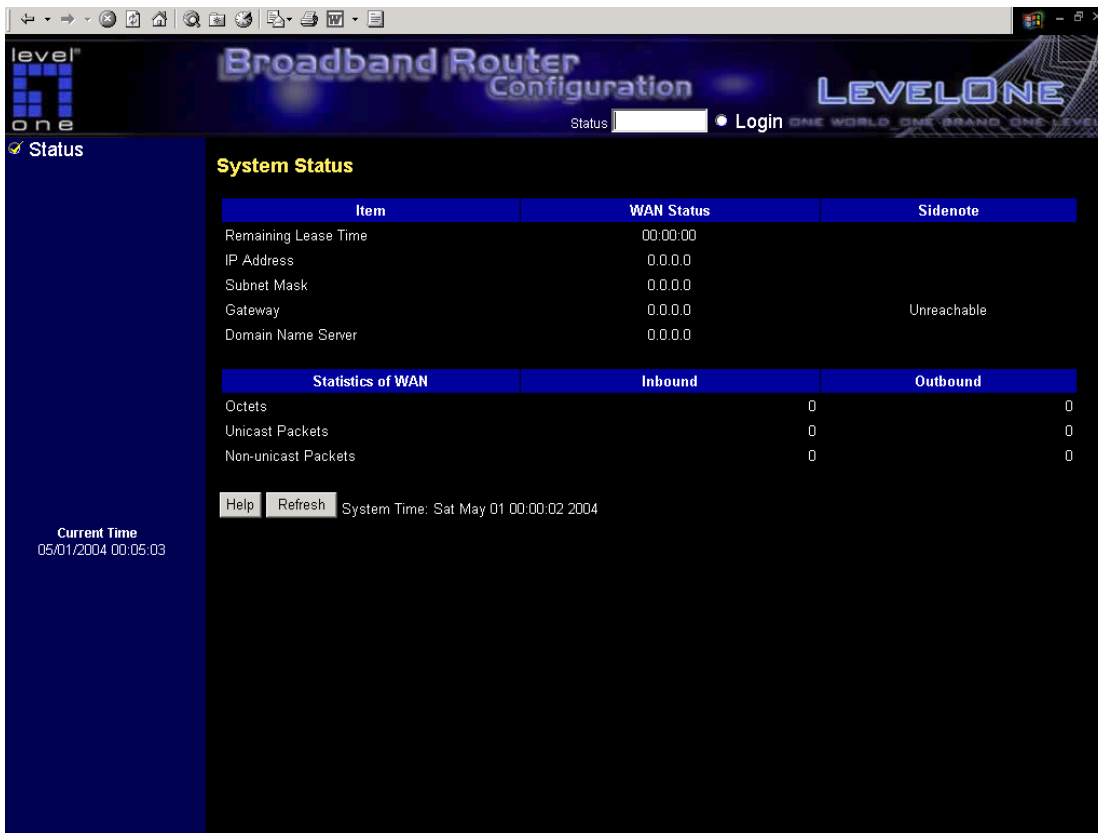 level
one
Broadband Router
Configuration
LEVELONE
ONE WORLD_ONE BRAND_ONE LEVEL
Status
Login
Status
System Status
Item WAN Status Sidenote
Remaining Lease Time 00:00:00
IP Address 0.0.0.0
Subnet Mask 0.0.0.0
Gateway 0.0.0.0 Unreachable
Domain Name Server 0.0.0.0
Statistics of WAN Inbound Outbound
Octets 0 0
Unicast Packets 0 0
Non-unicast Packets 0 0
Help Refresh System Time: Sat May 01 00:00:02 2004
Current Time
05/01/2004 00:05:03